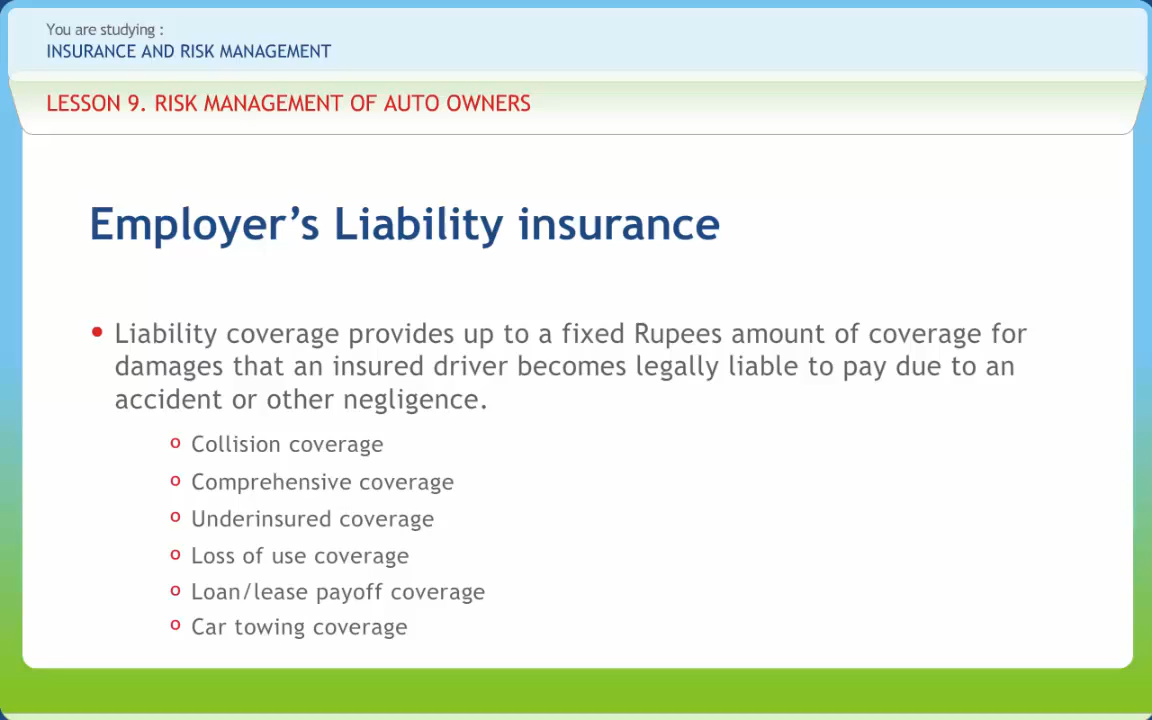 You are studying :
INSURANCE AND RISK MANAGEMENT
LESSON 9. RISK MANAGEMENT OF AUTO OWNERS
Employer’s Liability insurance
• Liability coverage provides up to a fixed Rupees amount of coverage for
damages that an insured driver becomes legally liable to pay due to an
accident or other negligence.
o Collision coverage
o Comprehensive coverage
o Underinsured coverage
o Loss of use coverage
o Loan/lease payoff coverage
o Car towing coverage